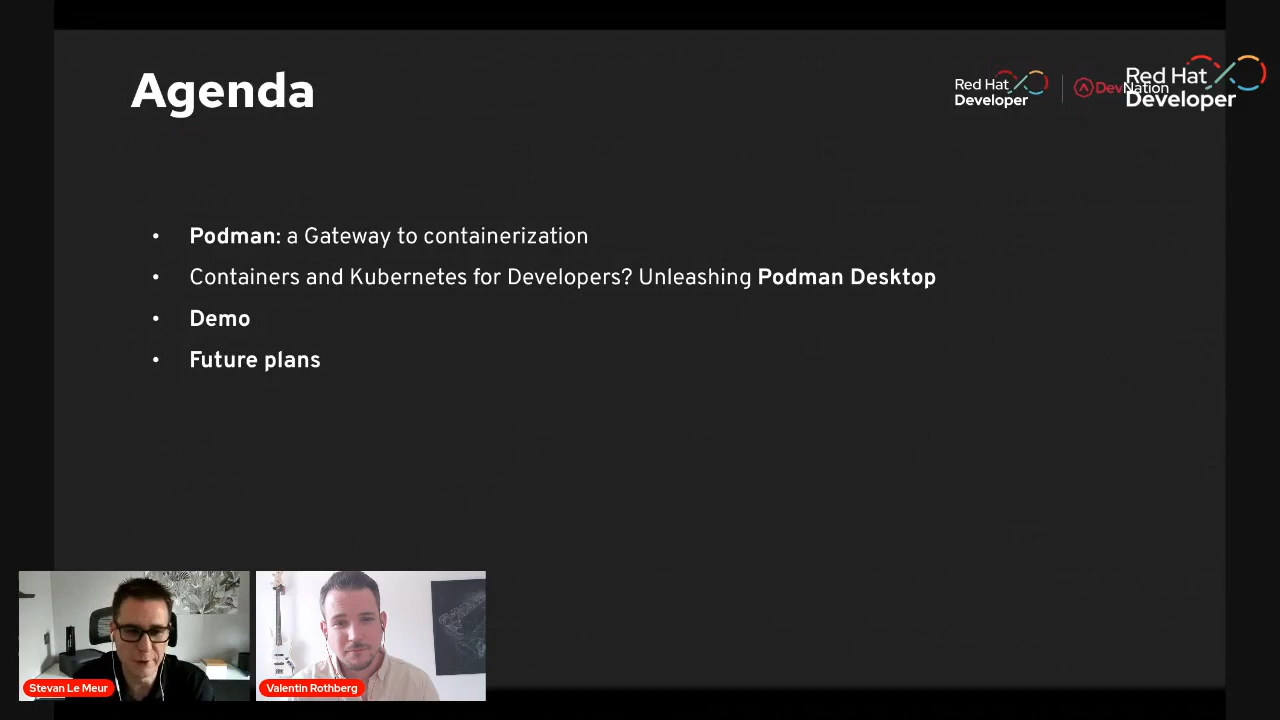 Agenda
Red Hat
Developer
DevNation
Red Hat
Developer
• Podman: a Gateway to containerization
• Containers and Kubernetes for Developers? Unleashing Podman Desktop
• Demo
• Future plans
Stevan Le Meur
Valentin Rothberg